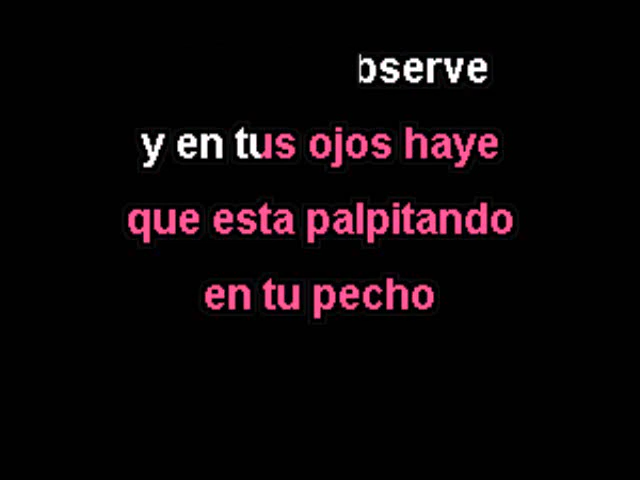 bserve
y en tus ojos haye
que esta palpitando
en tu pecho